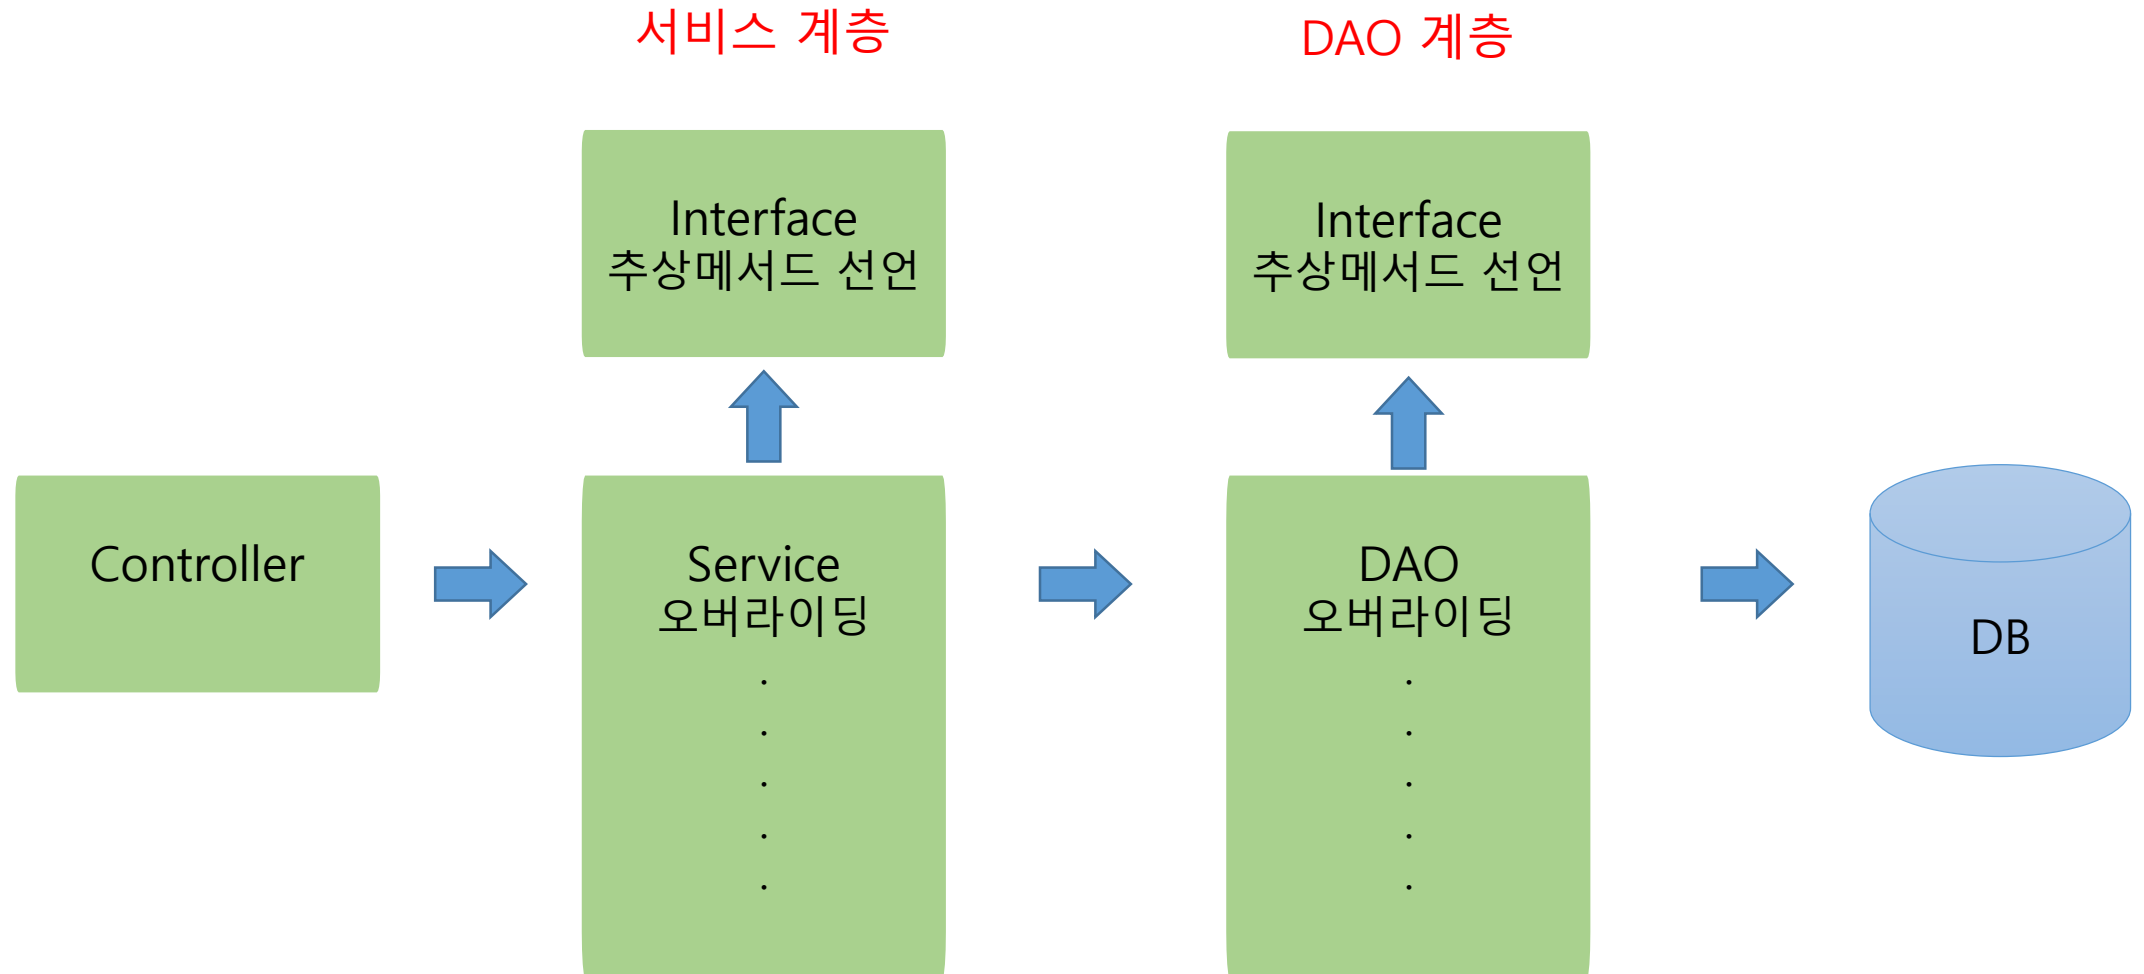 서비스 계층
DAO 계층
Interface
추상메서드 선언
Interface
추상메서드 선언
Controller
Service
오버라이딩
.
.
.
.
.
DAO
오버라이딩
.
.
.
.
.
DB